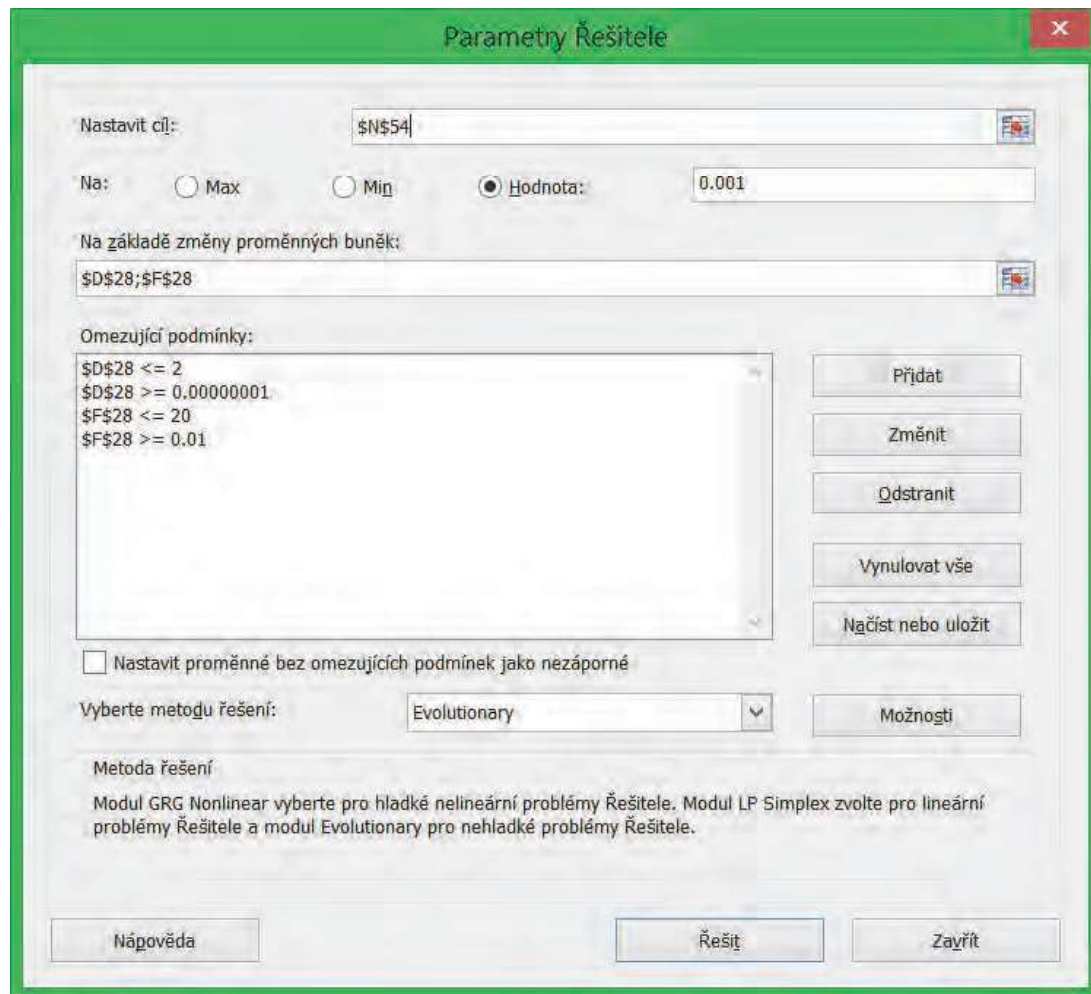 Parametry Řešitele
Nastavit cíl: $N$54
Na: Max Min Hodnota: 0.001
Na základě změny proměnných buněk:
$D$28;$F$28
Omezující podmínky:
$D$28 <= 2
$D$28 >= 0.00000001
$F$28 <= 20
$F$28 >= 0.01
Přidat
Změnit
Odstranit
Vynulovat vše
Načíst nebo uložit
Nastavit proměnné bez omezujících podmínek jako nezáporné
Vyberte metodu řešení: Evolutionary Možnosti
Metoda řešení
Modul GRG Nonlinear vyberte pro hladké nelineární problémy Řešitele. Modul LP Simplex zvolte pro lineární
problémy Řešitele a modul Evolutionary pro nehladké problémy Řešitele.
Nápověda Řešit Zavřít